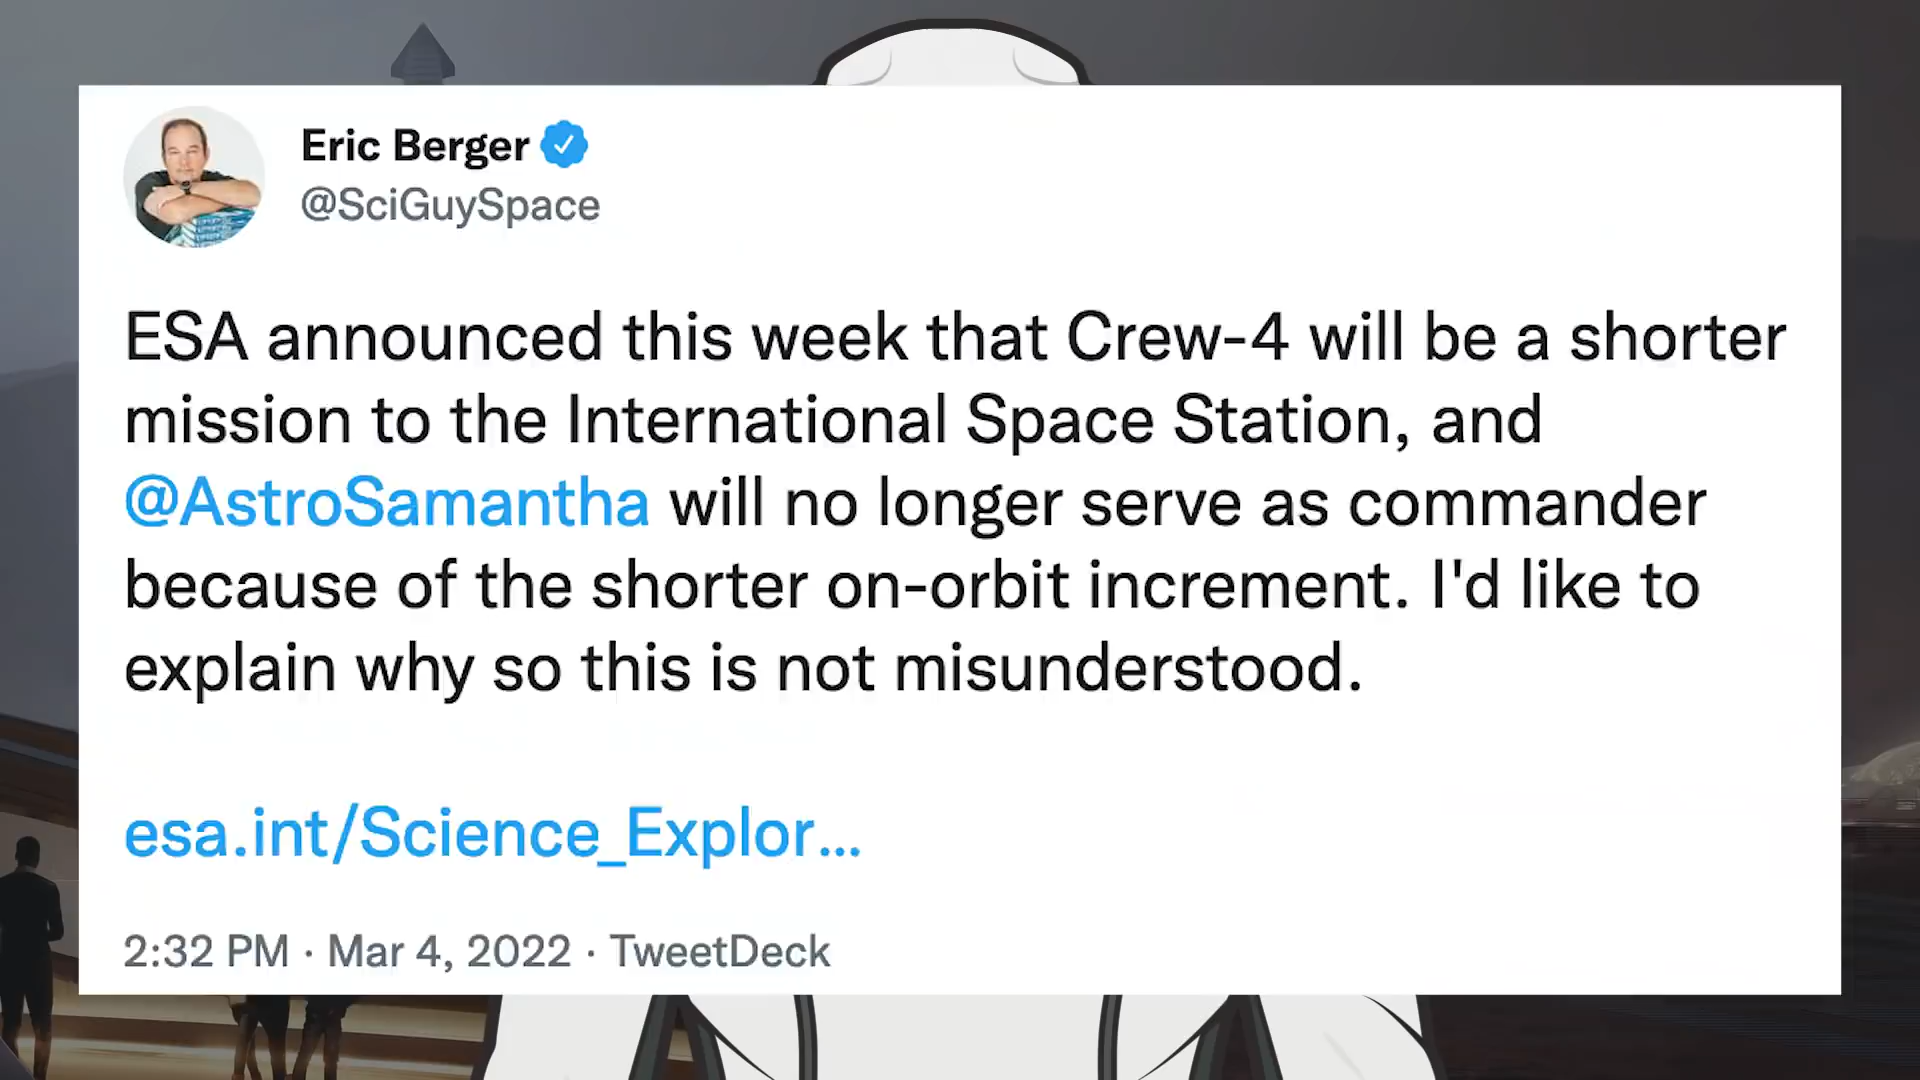 Eric Berger
@SciGuySpace
ESA announced this week that Crew-4 will be a shorter
mission to the International Space Station, and
@AstroSamantha will no longer serve as commander
because of the shorter on-orbit increment. I'd like to
explain why so this is not misunderstood.
esa.int/Science_Explor...
2:32 PM · Mar 4, 2022 · TweetDeck